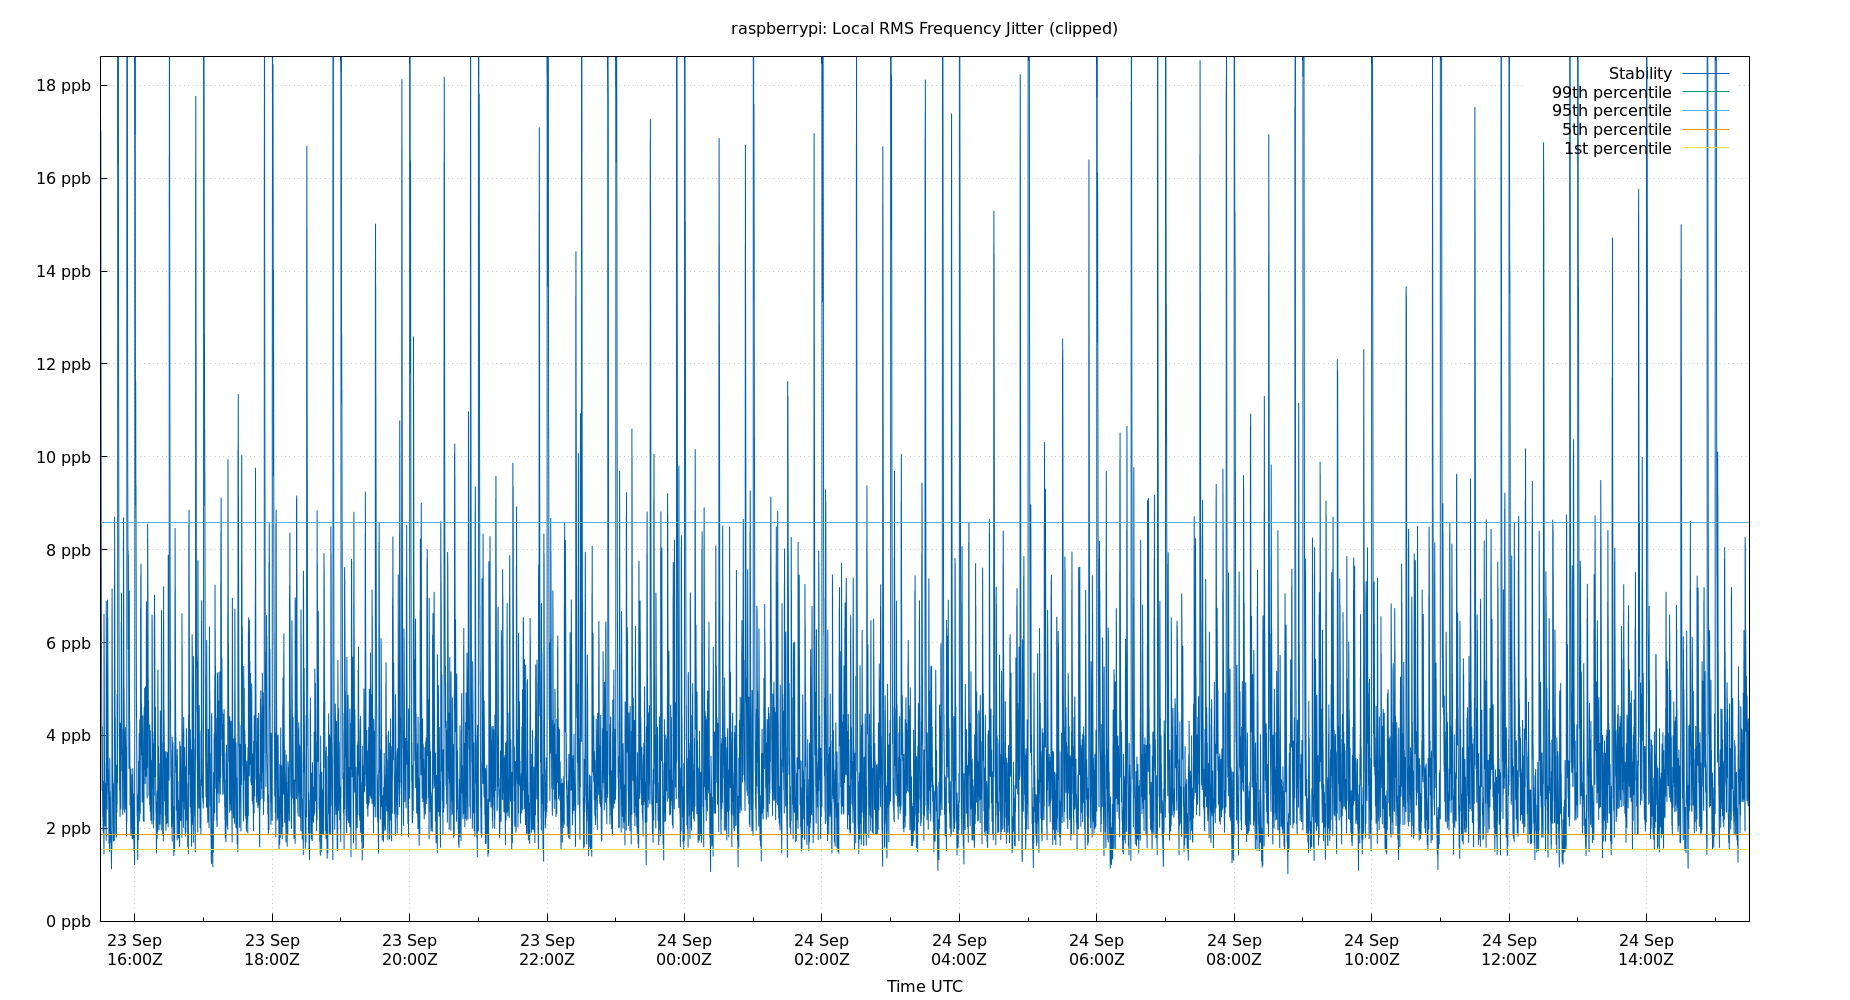 raspberrypi: Local RMS Frequency Jitter (clipped)
Stability
99th percentile
95th percentile
5th percentile
1st percentile
18 ppb
16 ppb
14 ppb
12 ppb
10 ppb
8 ppb
6 ppb
4 ppb
2 ppb
0 ppb
23 Sep 23 Sep 23 Sep 23 Sep 24 Sep 24 Sep 24 Sep 24 Sep 24 Sep 24 Sep 24 Sep 24 Sep
16:00Z 18:00Z 20:00Z 22:00Z 00:00Z 02:00Z 04:00Z 06:00Z 08:00Z 10:00Z 12:00Z 14:00Z
Time UTC